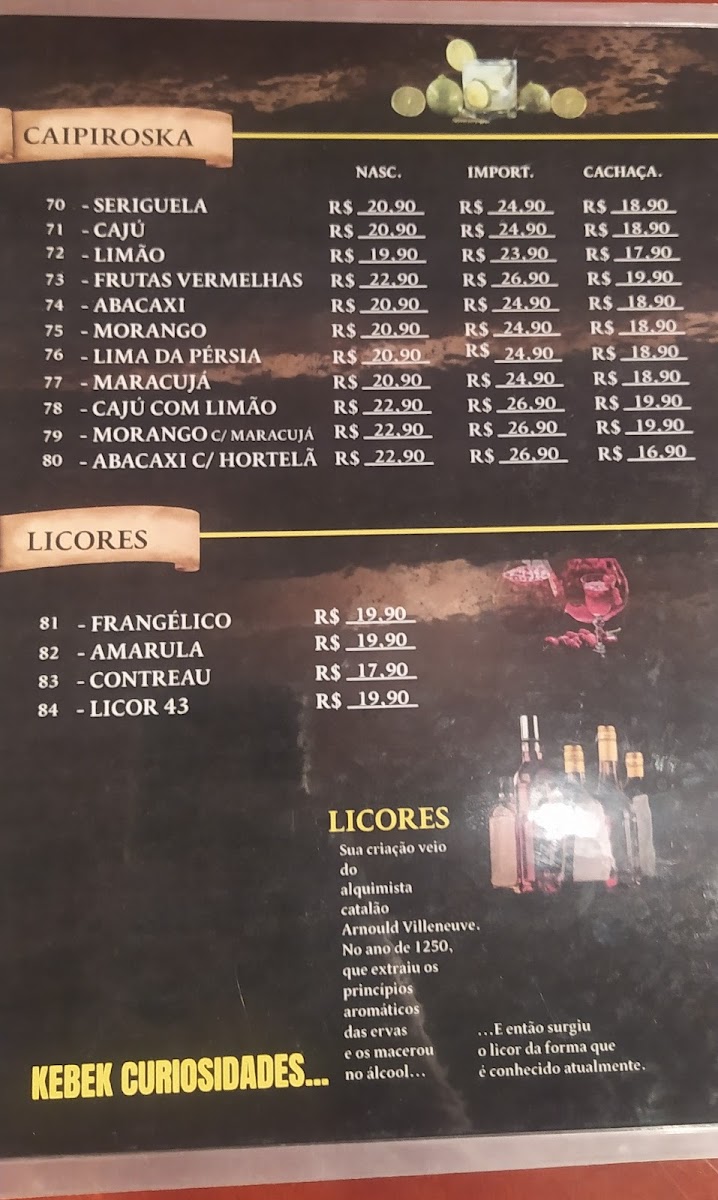 CAIPIROSKA
NASC. IMPORT. CACHAÇA.
70 - SERIGUELA R$ 20,90 R$ 24,90 R$ 18,90
71 - CAJÚ R$ 20,90 R$ 24,90 R$ 18,90
72 - LIMÃO R$ 19,90 R$ 23,90 R$ 17,90
73 - FRUTAS VERMELHAS R$ 22,90 R$ 26,90 R$ 19,90
74 - ABACAXI R$ 20,90 R$ 24,90 R$ 18,90
75 - MORANGO R$ 20,90 R$ 24,90 R$ 18,90
76 - LIMA DA PÉRSIA R$ 20,90 R$ 24,90 R$ 18,90
77 - MARACUJÁ R$ 20,90 R$ 24,90 R$ 18,90
78 - CAJÚ COM LIMÃO R$ 22,90 R$ 26,90 R$ 19,90
79 - MORANGO C/ MARACUJÁ R$ 22,90 R$ 26,90 R$ 19,90
80 - ABACAXI C/ HORTELÃ R$ 22,90 R$ 26,90 R$ 16,90
LICORES
81 - FRANGÉLICO R$ 19,90
82 - AMARULA R$ 19,90
83 - CONTREAU R$ 17,90
84 - LICOR 43 R$ 19,90
LICORES
Sua criação veio
do
alquimista
catalão
Arnould Villeneuve.
No ano de 1250,
que extraiu os
princípios
aromáticos
das ervas
e os macerou
no álcool...
...E então surgiu
o licor da forma que
é conhecido atualmente.
KEBEK CURIOSIDADES...